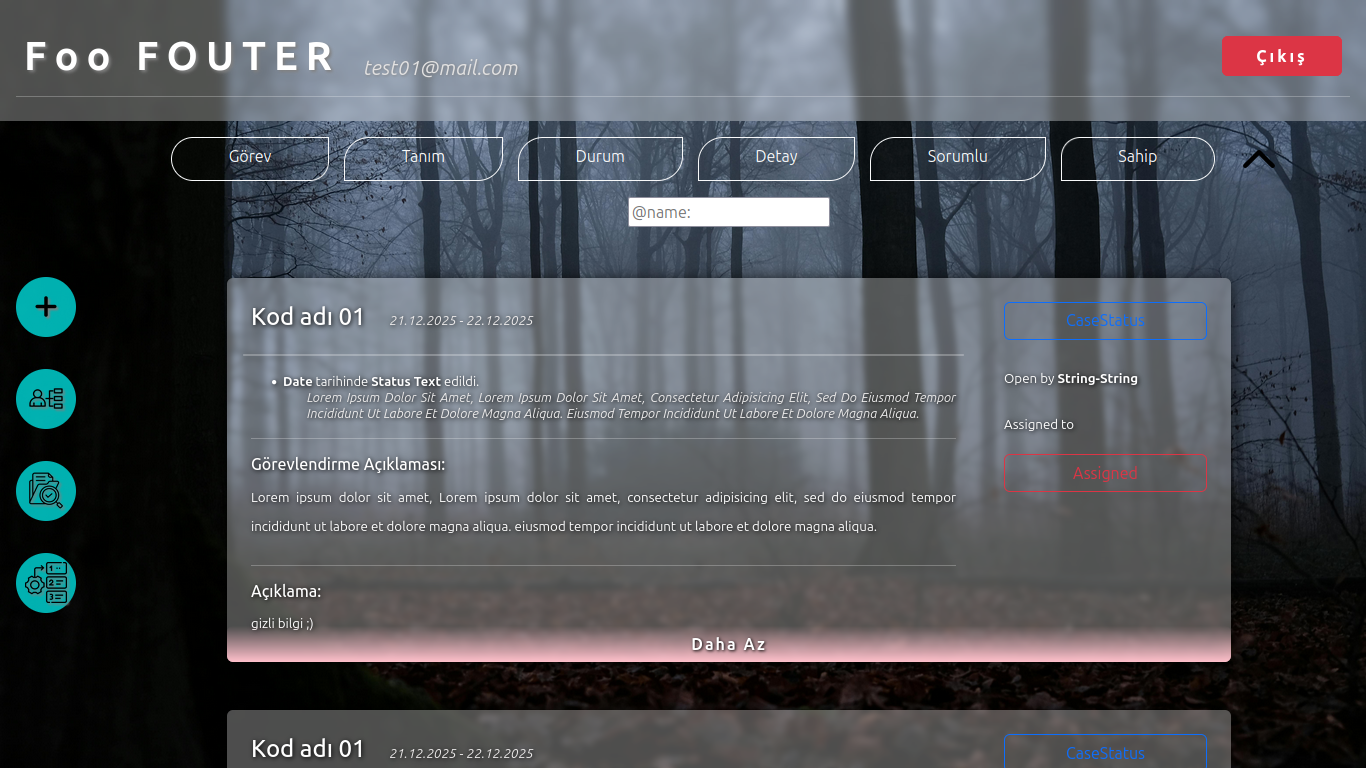 Foo FOUTER
test01@mail.com
Çıkış
Görev
Tanım
Durum
Detay
Sorumlu
Sahip
@name:
Kod adı 01
21.12.2025 - 22.12.2025
CaseStatus
Date tarihinde Status Text edildi.
Lorem Ipsum Dolor Sit Amet, Lorem Ipsum Dolor Sit Amet, Consectetur Adipisicing Elit, Sed Do Eiusmod Tempor
Incididunt Ut Labore Et Dolore Magna Aliqua. Eiusmod Tempor Incididunt Ut Labore Et Dolore Magna Aliqua.
Open by String-String
Assigned to
Assigned
Görevlendirme Açıklaması:
Lorem ipsum dolor sit amet, Lorem ipsum dolor sit amet, consectetur adipisicing elit, sed do eiusmod tempor
incididunt ut labore et dolore magna aliqua. eiusmod tempor incididunt ut labore et dolore magna aliqua.
Açıklama:
gizli bilgi ;)
Daha Az
Kod adı 01
21.12.2025 - 22.12.2025
CaseStatus